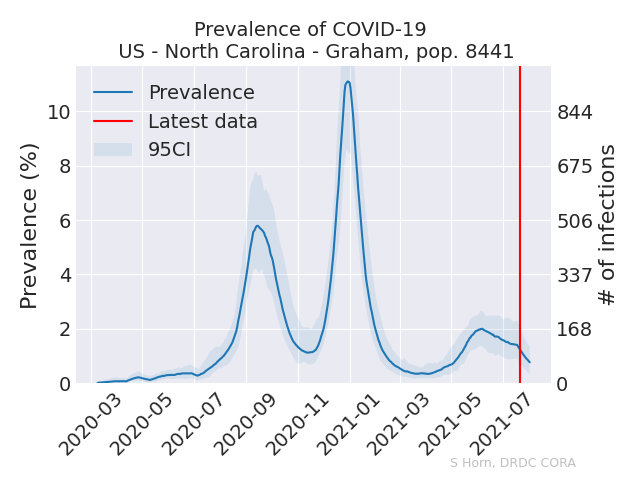 Prevalence of COVID-19
US - North Carolina - Graham, pop. 8441
Prevalence
Latest data
95CI
Prevalence (%)
10
8
6
4
2
0
844
675
506
337
168
0
# of infections
2020-03
2020-05
2020-07
2020-09
2020-11
2021-01
2021-03
2021-05
2021-07
S Horn, DRDC CORA